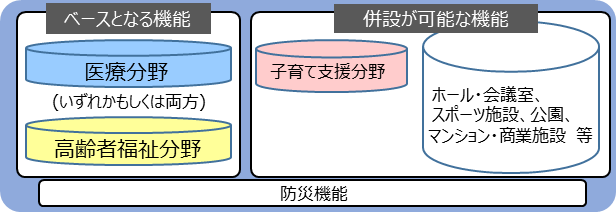 ベースとなる機能
医療分野
(いずれかもしくは両方)
高齢者福祉分野
併設が可能な機能
子育て支援分野
ホール・会議室、
スポーツ施設、公園、
マンション・商業施設 等
防災機能